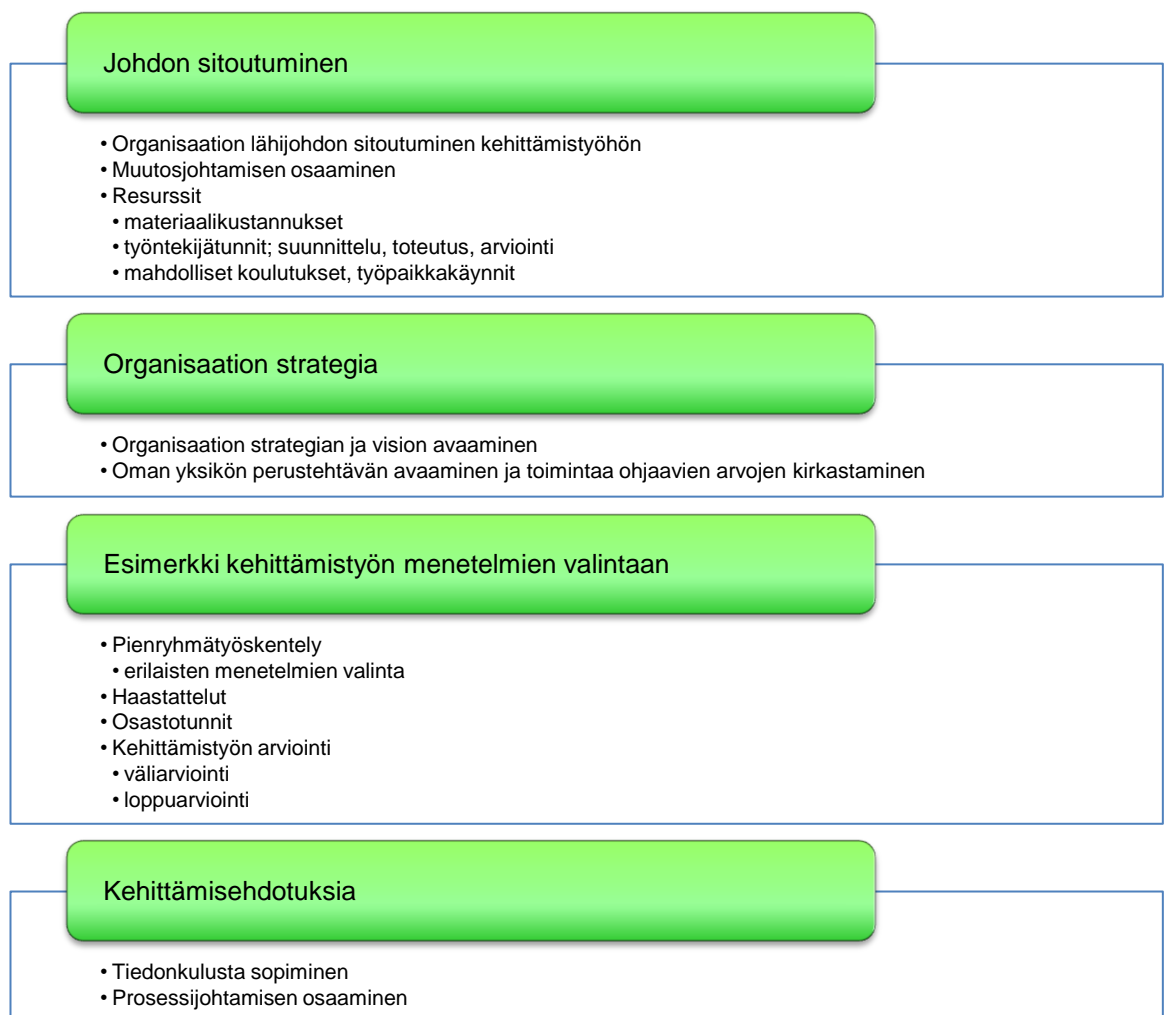 Johdon sitoutuminen
• Organisaation lähijohdon sitoutuminen kehittämistyöhön
• Muutosjohtamisen osaaminen
• Resurssit
• materiaalikustannukset
• työntekijätunnit; suunnittelu, toteutus, arviointi
• mahdolliset koulutukset, työpaikkakäynnit
Organisaation strategia
• Organisaation strategian ja vision avaaminen
• Oman yksikön perustehtävän avaaminen ja toimintaa ohjaavien arvojen kirkastaminen
Esimerkki kehittämistyön menetelmien valintaan
• Pienryhmätyöskentely
• erilaisten menetelmien valinta
• Haastattelut
• Osastotunnit
• Kehittämistyön arviointi
• väliarviointi
• loppuarviointi
Kehittämisehdotuksia
• Tiedonkulusta sopiminen
• Prosessijohtamisen osaaminen